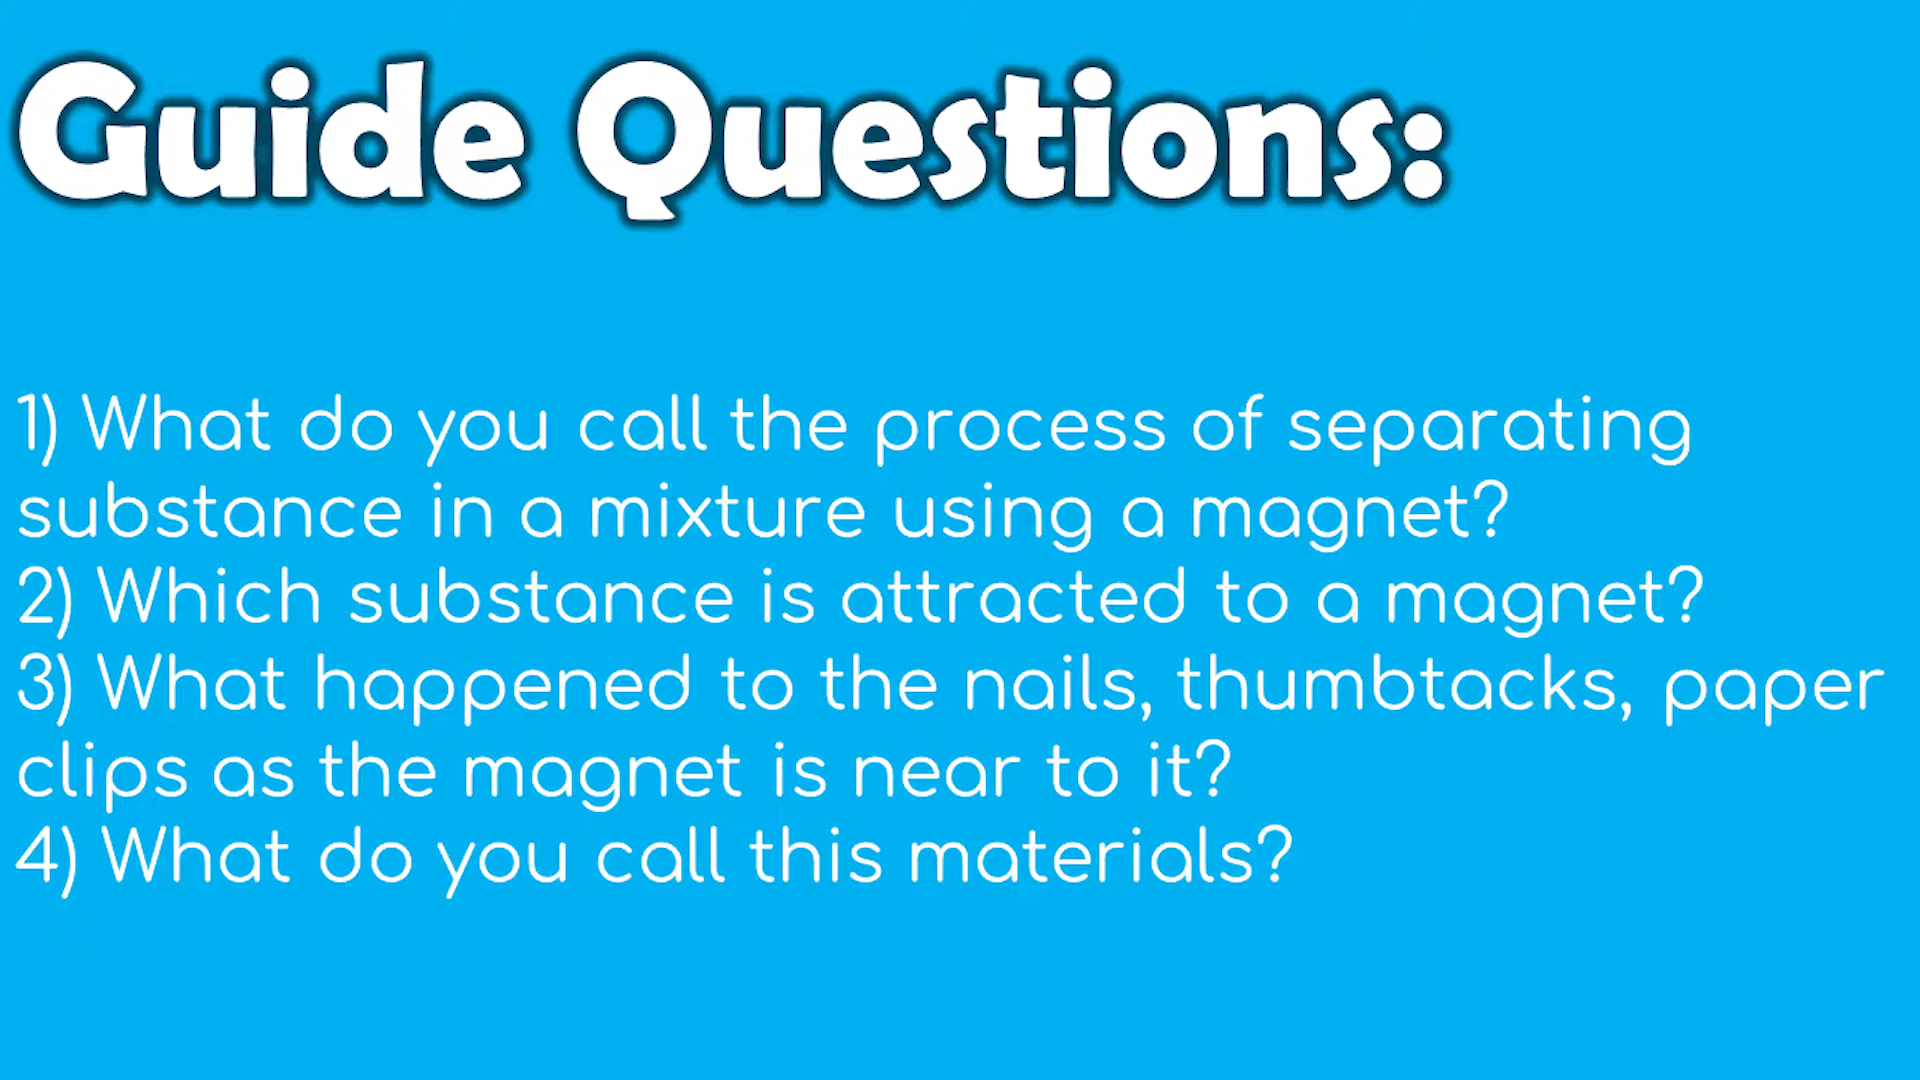 Guide Questions:
1) What do you call the process of separating
substance in a mixture using a magnet?
2) Which substance is attracted to a magnet?
3) What happened to the nails, thumbtacks, paper
clips as the magnet is near to it?
4) What do you call this materials?